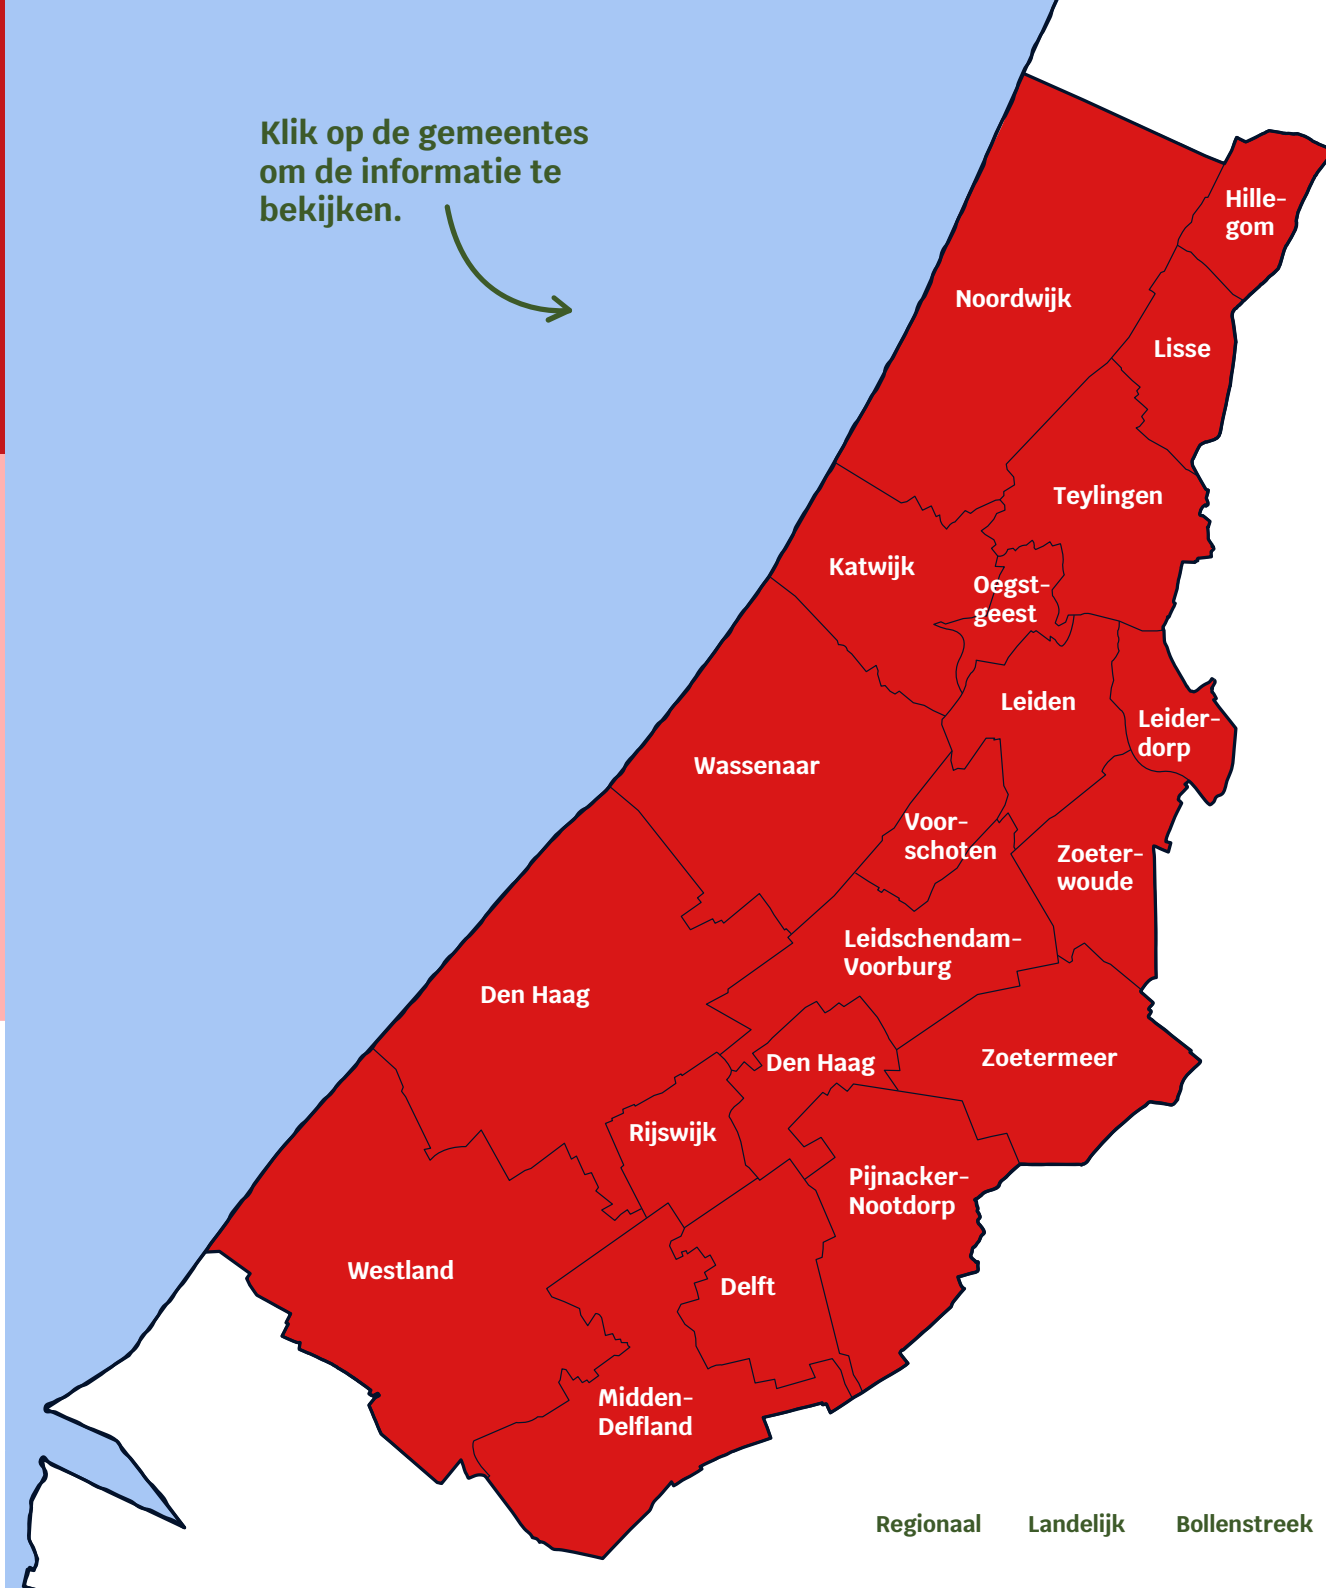 Klik op de gemeentes
om de informatie te
bekijken.
Hille-
gom
Noordwijk
Lisse
Teylingen
Katwijk
Oegst-
geest
Leiden
Leider-
dorp
Wassenaar
Voor-
schoten
Zoeter-
woude
Leidschendam-
Voorburg
Den Haag
Den Haag
Zoetermeer
Rijswijk
Pijnacker-
Nootdorp
Westland
Delft
Midden-
Delfland
Regionaal
Landelijk
Bollenstreek